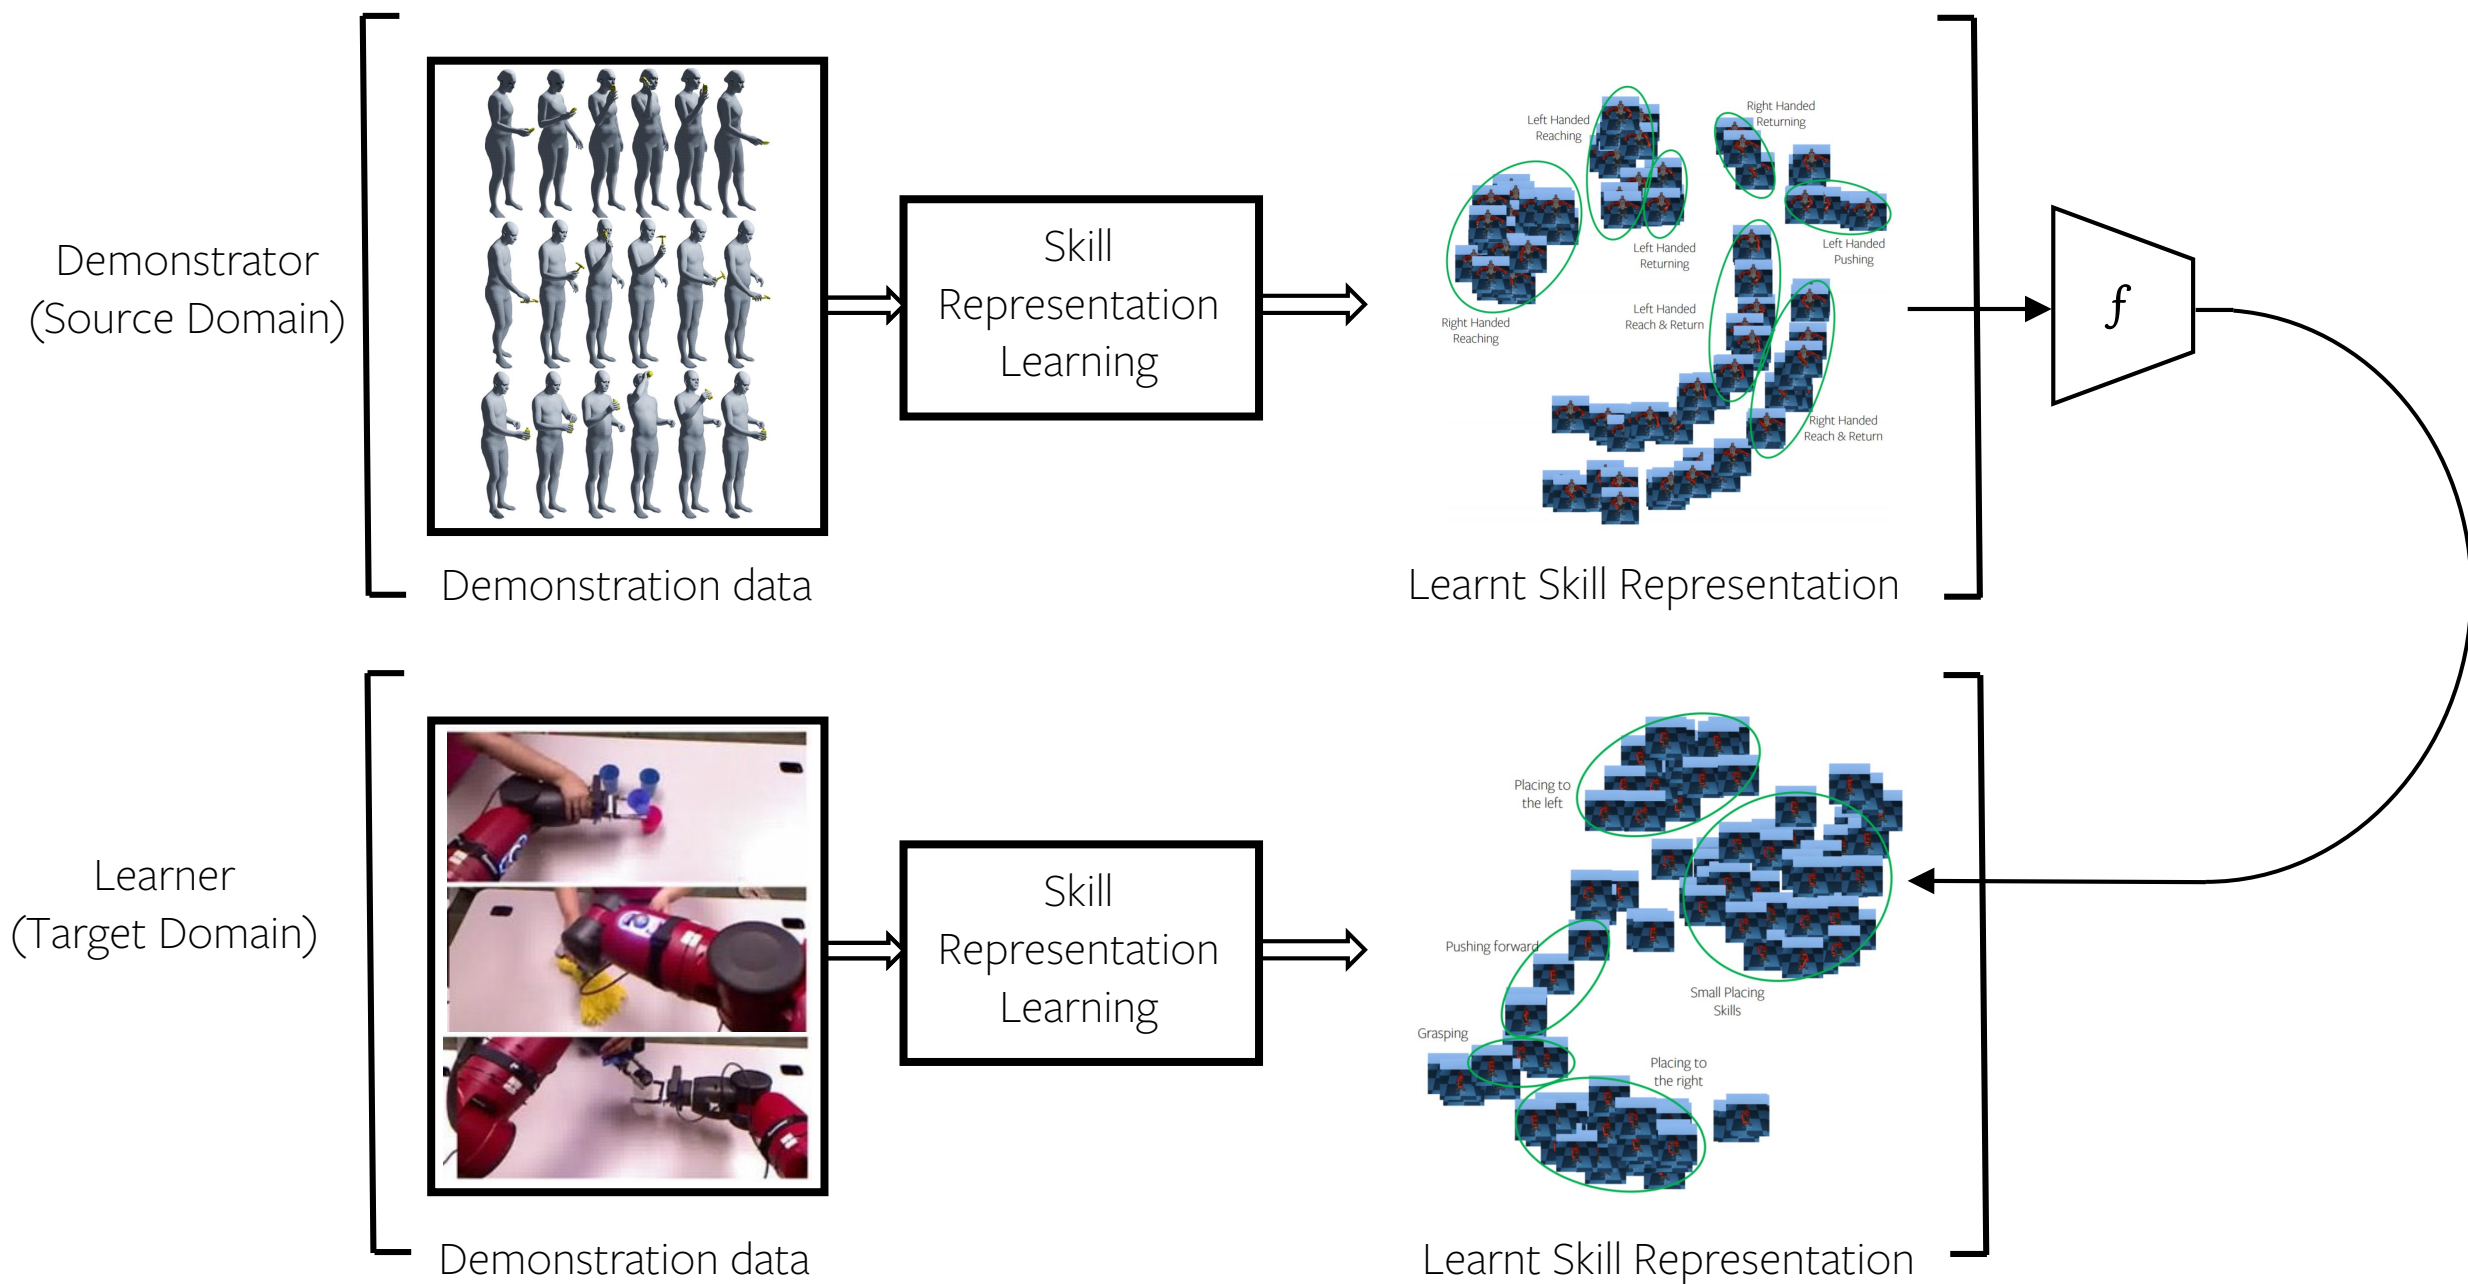 Demonstrator
(Source Domain)
Skill
Representation
Learning
Left Handed
Reaching
Right Handed
Returning
Left Handed
Returning
Left Handed
Pushing
Right Handed
Reaching
Left Handed
Reach & Return
Right Handed
Reach & Return
f
Demonstration data
Learnt Skill Representation
Learner
(Target Domain)
Skill
Representation
Learning
Placing to
the left
Pushing forward
Small Placing
Skills
Grasping
Placing to
the right
Demonstration data
Learnt Skill Representation